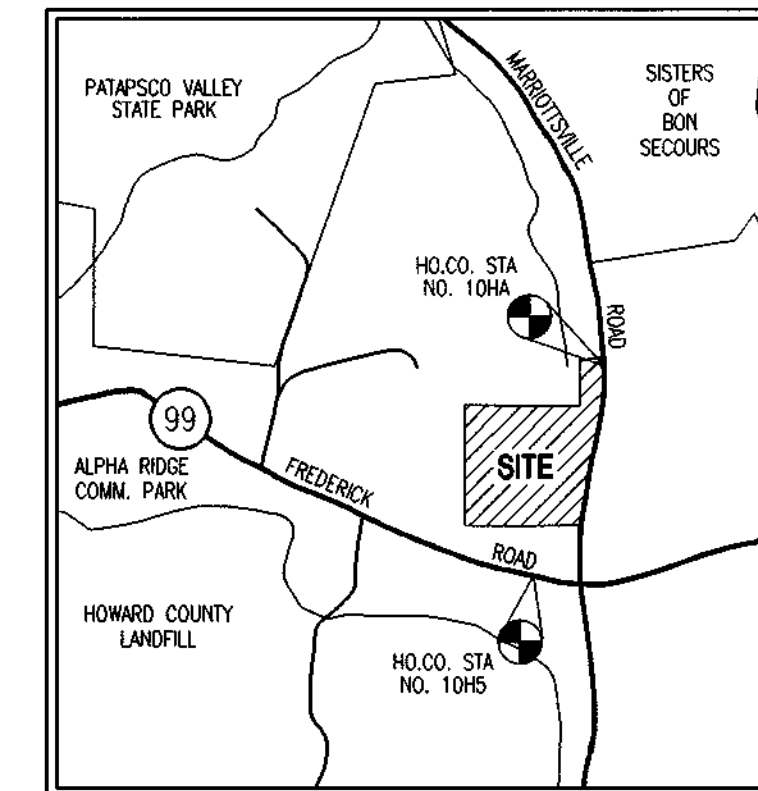 PATAPSCO VALLEY
STATE PARK
MARRIOTTSVILLE
SISTERS
OF
BON
SECOURS
HO.CO. STA
NO. 10HA
ROAD
99
ALPHA RIDGE
COMM. PARK
FREDERICK
SITE
ROAD
HOWARD COUNTY
LANDFILL
HO.CO. STA
NO. 10H5